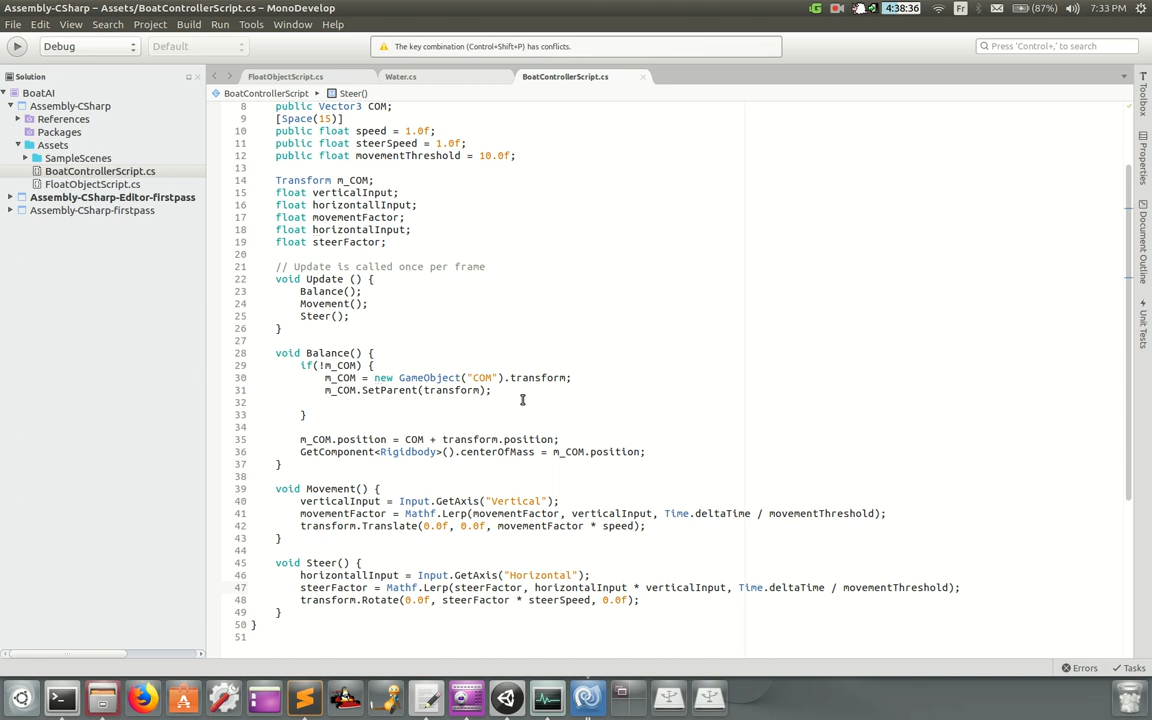 Assembly-CSharp – Assets/BoatControllerScript.cs – MonoDevelop
4:38:36
Fr
(87%)
7:33 PM
File Edit View Search Project Build Run Tools Window Help
Debug
Default
The key combination (Control+Shift+P) has conflicts.
Press 'Control+,' to search
Solution
BoatAI
Assembly-CSharp
References
Packages
Assets
SampleScenes
BoatControllerScript.cs
FloatObjectScript.cs
Assembly-CSharp-Editor-firstpass
Assembly-CSharp-firstpass
FloatObjectScript.cs Water.cs BoatControllerScript.cs
BoatControllerScript Steer()
8 public Vector3 COM;
9 [Space(15)]
10 public float speed = 1.0f;
11 public float steerSpeed = 1.0f;
12 public float movementThreshold = 10.0f;
13
14 Transform m_COM;
15 float verticalInput;
16 float horizontallInput;
17 float movementFactor;
18 float horizontalInput;
19 float steerFactor;
20
21 // Update is called once per frame
22 void Update () {
23 Balance();
24 Movement();
25 Steer();
26 }
27
28 void Balance() {
29 if(!m_COM) {
30 m_COM = new GameObject("COM").transform;
31 m_COM.SetParent(transform);
32
33 }
34
35 m_COM.position = COM + transform.position;
36 GetComponent<Rigidbody>().centerOfMass = m_COM.position;
37 }
38
39 void Movement() {
40 verticalInput = Input.GetAxis("Vertical");
41 movementFactor = Mathf.Lerp(movementFactor, verticalInput, Time.deltaTime / movementThreshold);
42 transform.Translate(0.0f, 0.0f, movementFactor * speed);
43 }
44
45 void Steer() {
46 horizontallInput = Input.GetAxis("Horizontal");
47 steerFactor = Mathf.Lerp(steerFactor, horizontalInput * verticalInput, Time.deltaTime / movementThreshold);
48 transform.Rotate(0.0f, steerFactor * steerSpeed, 0.0f);
49 }
50 }
51
Toolbox
Properties
Document Outline
Unit Tests
Errors
Tasks